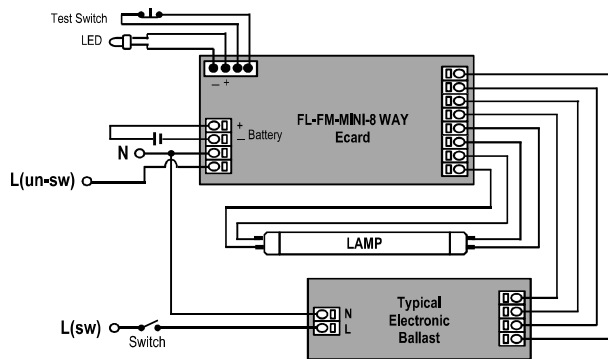 Test Switch
LED
— +
FL-FM-MINI-8 WAY
Ecard
+
Battery
—
N
L(un-sw)
LAMP
Typical
Electronic
Ballast
N
L
L(sw)
Switch